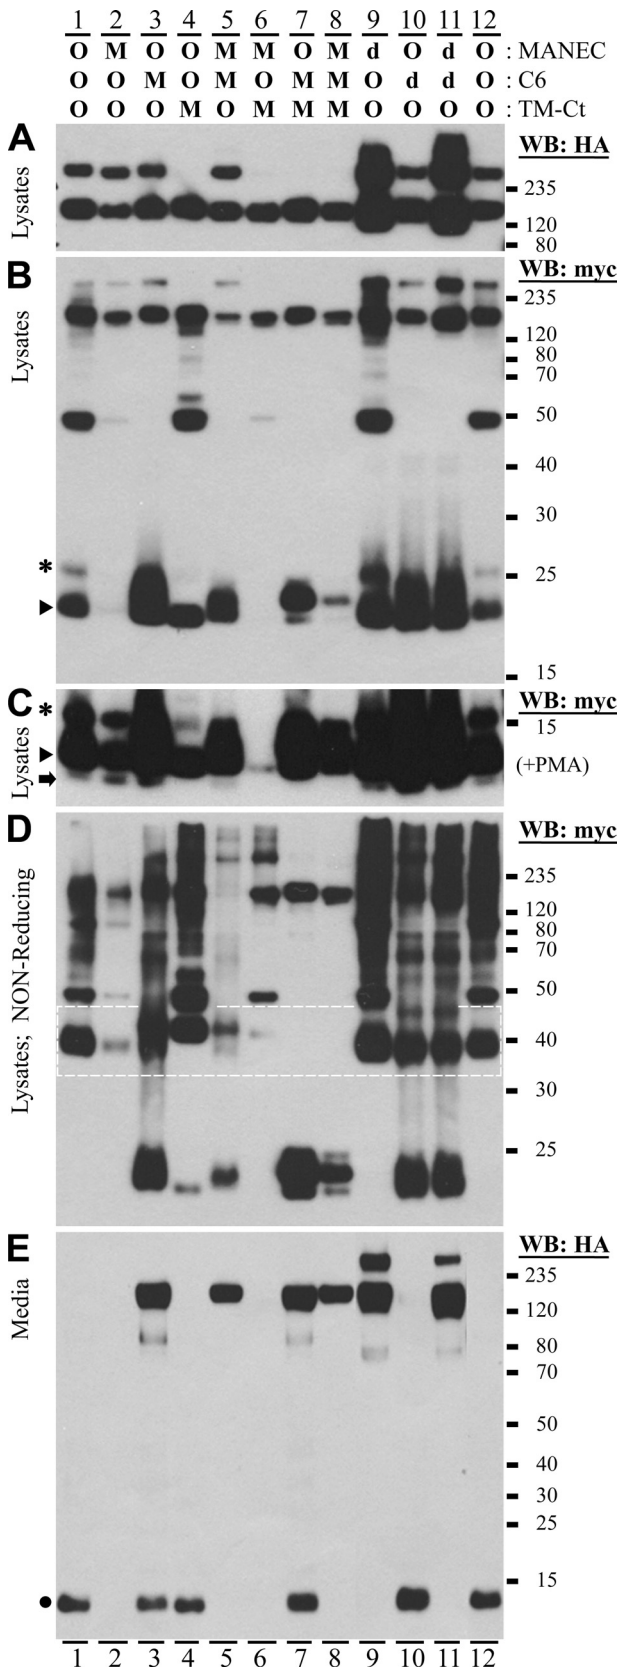 1 2 3 4 5 6 7 8 9 10 11 12
O M O O M M O M d O d O : MANEC
O O M O M O M M O d d O : C6
O O O M O M M M O O O O : TM-Ct
A Lysates WB: HA
235
120
80
B Lysates WB: myc
235
120
80
70
50
40
30
* 25
15
C Lysates WB: myc
* 15
(+PMA)
D Lysates; NON-Reducing WB: myc
235
120
80
70
50
40
30
25
E Media WB: HA
235
120
80
70
50
40
30
25
15
1 2 3 4 5 6 7 8 9 10 11 12